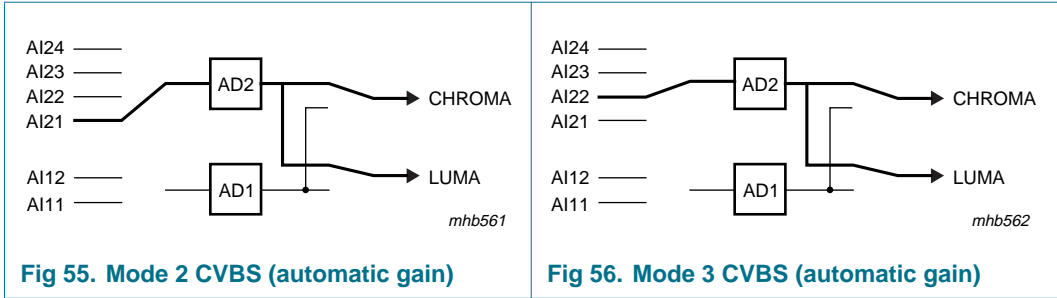 AI24
AI23
AI22
AI21
AD2
CHROMA
AI12
AI11
AD1
LUMA
mhb561
Fig 55. Mode 2 CVBS (automatic gain)
AI24
AI23
AI22
AI21
AD2
CHROMA
AI12
AI11
AD1
LUMA
mhb562
Fig 56. Mode 3 CVBS (automatic gain)